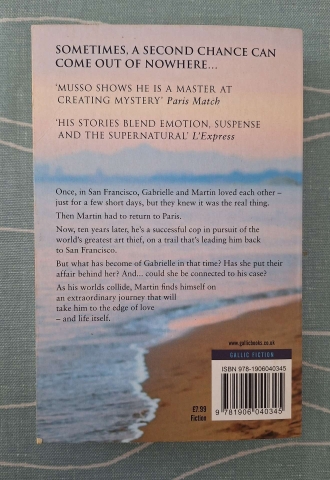 SOMETIMES, A SECOND CHANCE CAN
COME OUT OF NOWHERE…
‘MUSSO SHOWS HE IS A MASTER AT
CREATING MYSTERY’ Paris Match
‘HIS STORIES BLEND EMOTION, SUSPENSE
AND THE SUPERNATURAL’ L’Express
Once, in San Francisco, Gabrielle and Martin loved each other –
just for a few short days, but they knew it was the real thing.
Then Martin had to return to Paris.
Now, ten years later, he’s a successful cop in pursuit of the
world’s greatest art thief, on a trail that’s leading him back
to San Francisco.
But what has become of Gabrielle in that time? Has she put their
affair behind her? And… could she be connected to his case?
As his worlds collide, Martin finds himself on
an extraordinary journey that will
take him to the edge of love
– and life itself.
www.gallicbooks.co.uk
GALLIC FICTION
ISBN 978-1906040345
£7.99
Fiction
9 781906 040345